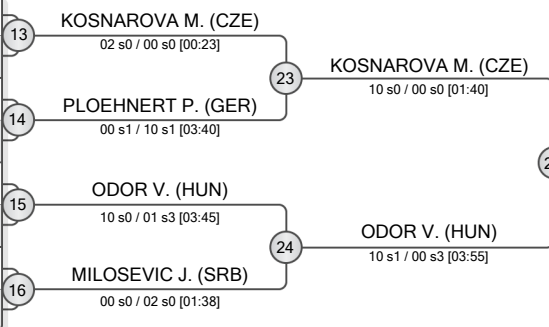 KOSNAROVA M. (CZE)
13
02 s0 / 00 s0 [00:23]
23
KOSNAROVA M. (CZE)
10 s0 / 00 s0 [01:40]
PLOEHNERT P. (GER)
14
00 s1 / 10 s1 [03:40]
ODOR V. (HUN)
15
10 s0 / 01 s3 [03:45]
24
ODOR V. (HUN)
10 s1 / 00 s3 [03:55]
MILOSEVIC J. (SRB)
16
00 s0 / 02 s0 [01:38]